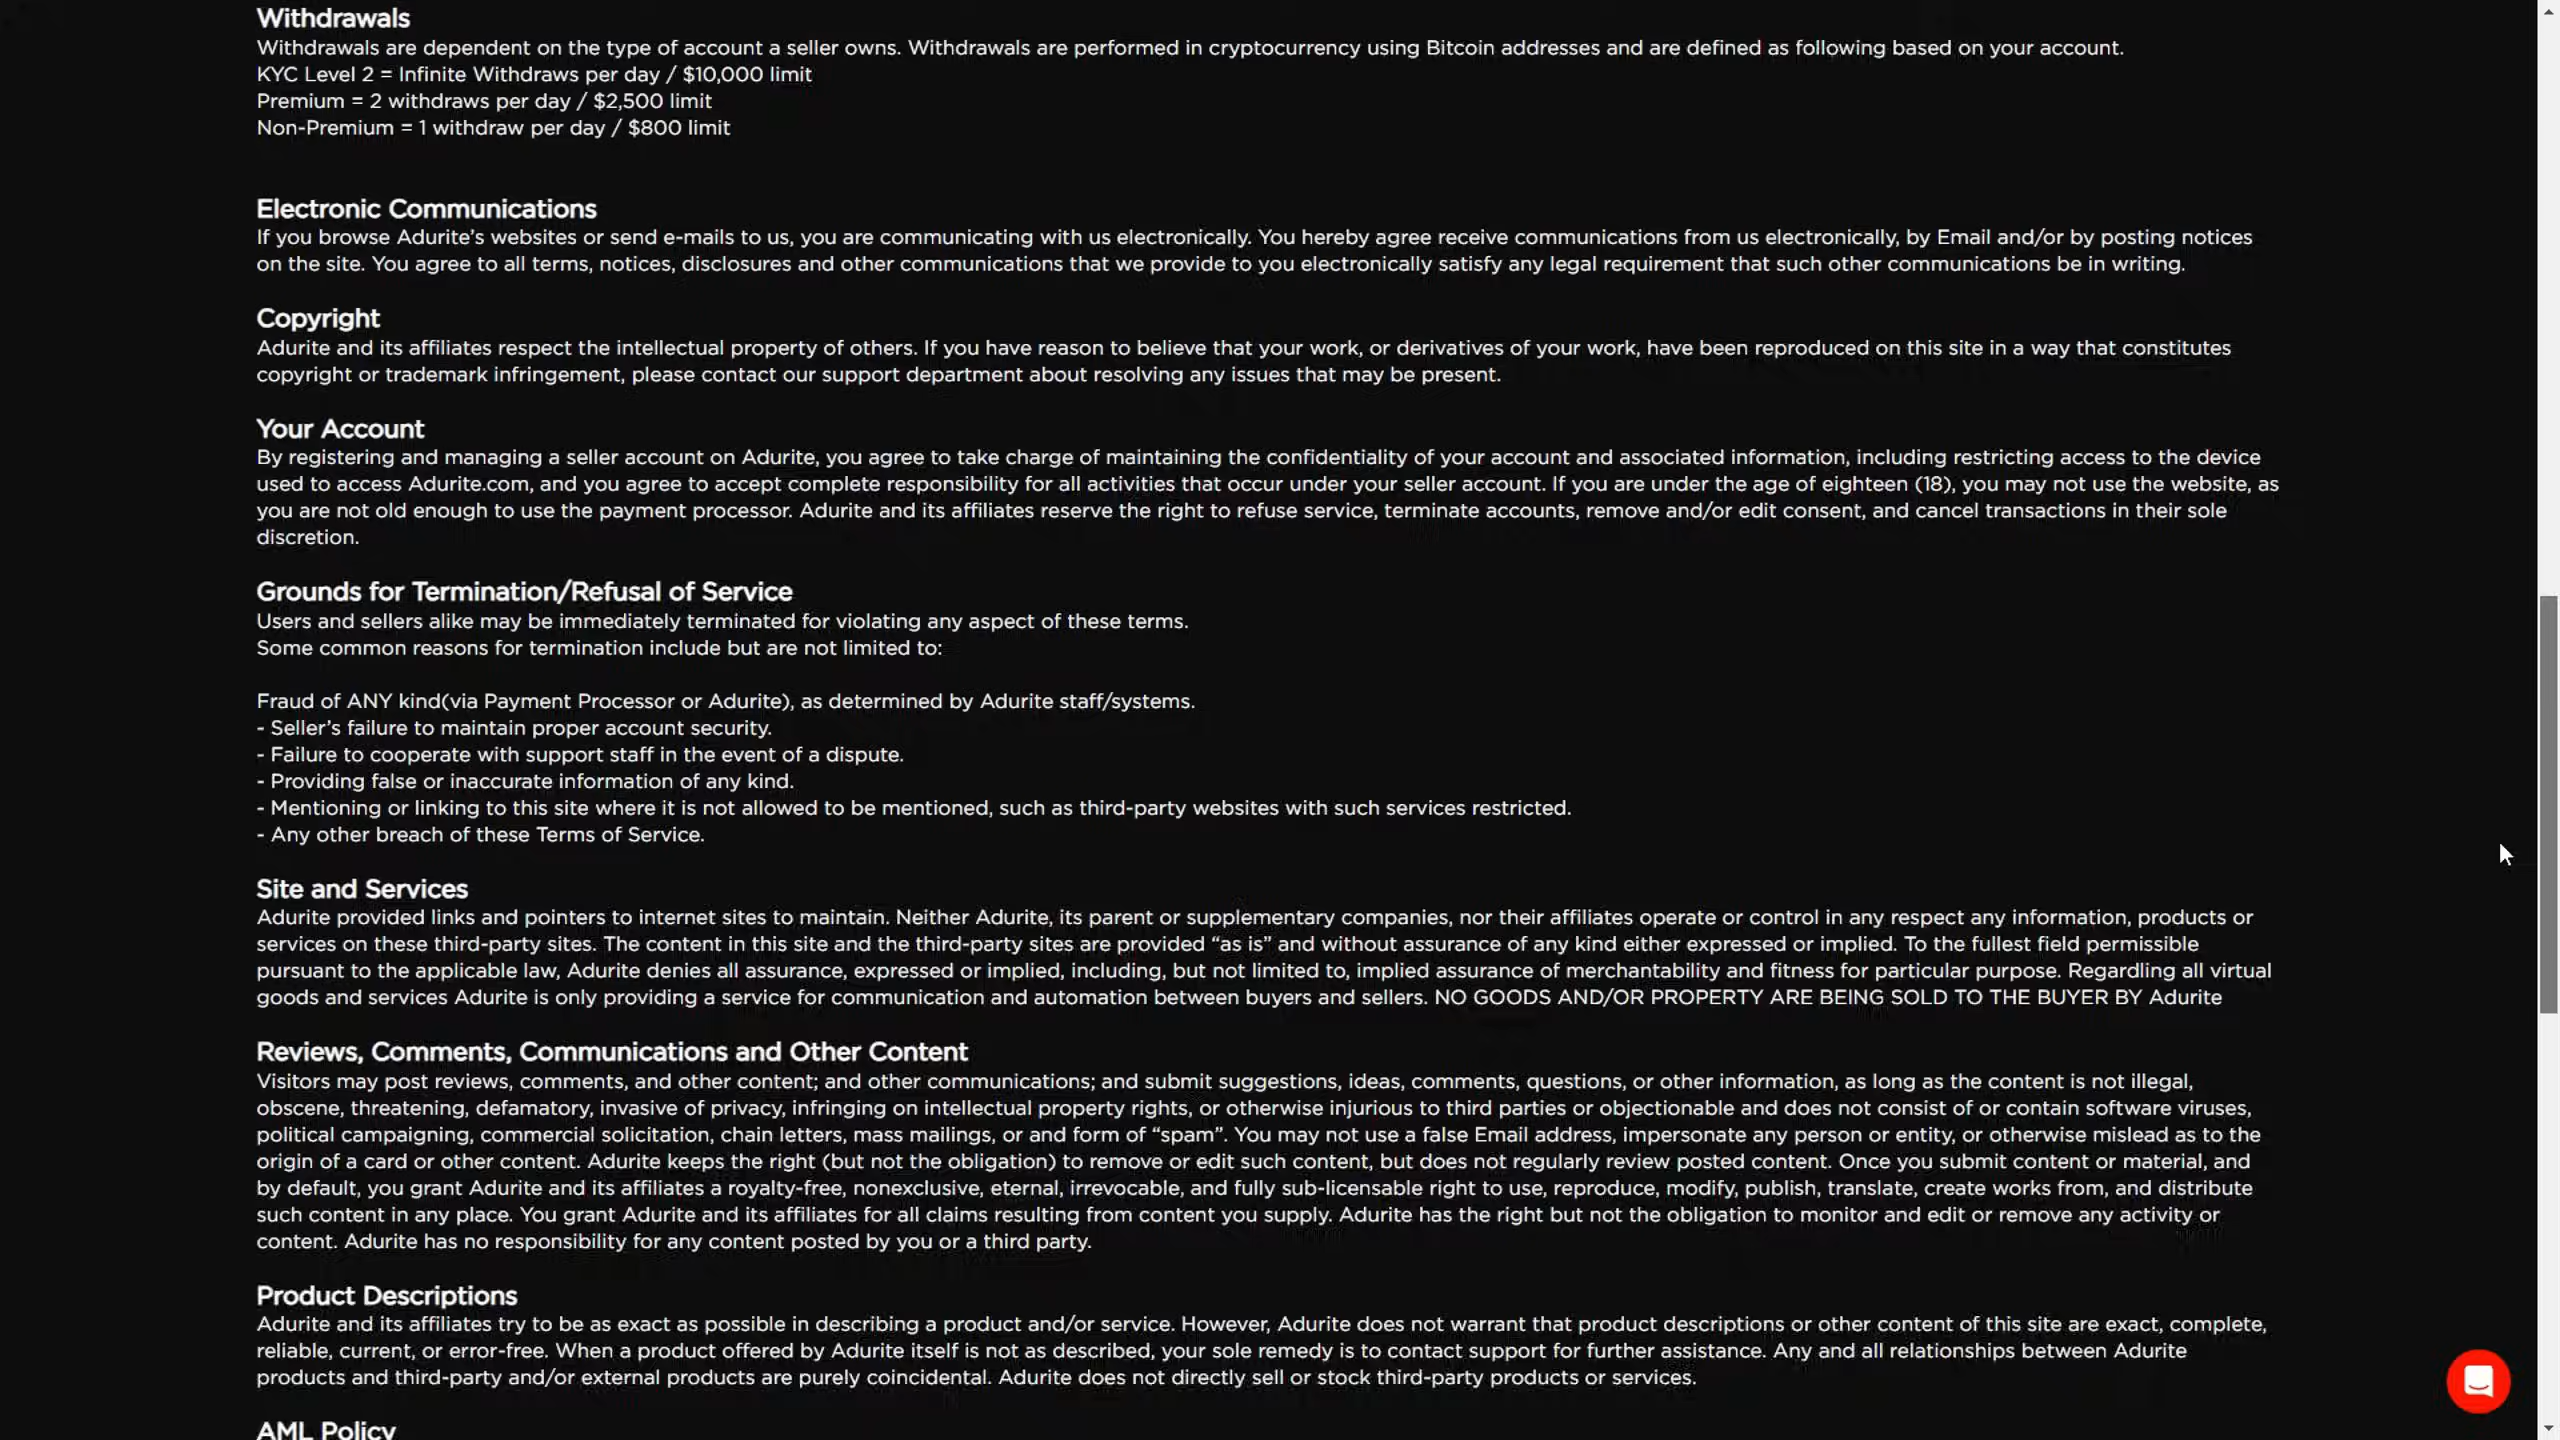 Withdrawals
Withdrawals are dependent on the type of account a seller owns. Withdrawals are performed in cryptocurrency using Bitcoin addresses and are defined as following based on your account.
KYC Level 2 = Infinite Withdraws per day / $10,000 limit
Premium = 2 withdraws per day / $2,500 limit
Non-Premium = 1 withdraw per day / $800 limit
Electronic Communications
If you browse Adurite’s websites or send e-mails to us, you are communicating with us electronically. You hereby agree receive communications from us electronically, by Email and/or by posting notices
on the site. You agree to all terms, notices, disclosures and other communications that we provide to you electronically satisfy any legal requirement that such other communications be in writing.
Copyright
Adurite and its affiliates respect the intellectual property of others. If you have reason to believe that your work, or derivatives of your work, have been reproduced on this site in a way that constitutes
copyright or trademark infringement, please contact our support department about resolving any issues that may be present.
Your Account
By registering and managing a seller account on Adurite, you agree to take charge of maintaining the confidentiality of your account and associated information, including restricting access to the device
used to access Adurite.com, and you agree to accept complete responsibility for all activities that occur under your seller account. If you are under the age of eighteen (18), you may not use the website, as
you are not old enough to use the payment processor. Adurite and its affiliates reserve the right to refuse service, terminate accounts, remove and/or edit consent, and cancel transactions in their sole
discretion.
Grounds for Termination/Refusal of Service
Users and sellers alike may be immediately terminated for violating any aspect of these terms.
Some common reasons for termination include but are not limited to:
Fraud of ANY kind(via Payment Processor or Adurite), as determined by Adurite staff/systems.
- Seller’s failure to maintain proper account security.
- Failure to cooperate with support staff in the event of a dispute.
- Providing false or inaccurate information of any kind.
- Mentioning or linking to this site where it is not allowed to be mentioned, such as third-party websites with such services restricted.
- Any other breach of these Terms of Service.
Site and Services
Adurite provided links and pointers to internet sites to maintain. Neither Adurite, its parent or supplementary companies, nor their affiliates operate or control in any respect any information, products or
services on these third-party sites. The content in this site and the third-party sites are provided “as is” and without assurance of any kind either expressed or implied. To the fullest field permissible
pursuant to the applicable law, Adurite denies all assurance, expressed or implied, including, but not limited to, implied assurance of merchantability and fitness for particular purpose. Regardling all virtual
goods and services Adurite is only providing a service for communication and automation between buyers and sellers. NO GOODS AND/OR PROPERTY ARE BEING SOLD TO THE BUYER BY Adurite
Reviews, Comments, Communications and Other Content
Visitors may post reviews, comments, and other content; and other communications; and submit suggestions, ideas, comments, questions, or other information, as long as the content is not illegal,
obscene, threatening, defamatory, invasive of privacy, infringing on intellectual property rights, or otherwise injurious to third parties or objectionable and does not consist of or contain software viruses,
political campaigning, commercial solicitation, chain letters, mass mailings, or and form of “spam”. You may not use a false Email address, impersonate any person or entity, or otherwise mislead as to the
origin of a card or other content. Adurite keeps the right (but not the obligation) to remove or edit such content, but does not regularly review posted content. Once you submit content or material, and
by default, you grant Adurite and its affiliates a royalty-free, nonexclusive, eternal, irrevocable, and fully sub-licensable right to use, reproduce, modify, publish, translate, create works from, and distribute
such content in any place. You grant Adurite and its affiliates for all claims resulting from content you supply. Adurite has the right but not the obligation to monitor and edit or remove any activity or
content. Adurite has no responsibility for any content posted by you or a third party.
Product Descriptions
Adurite and its affiliates try to be as exact as possible in describing a product and/or service. However, Adurite does not warrant that product descriptions or other content of this site are exact, complete,
reliable, current, or error-free. When a product offered by Adurite itself is not as described, your sole remedy is to contact support for further assistance. Any and all relationships between Adurite
products and third-party and/or external products are purely coincidental. Adurite does not directly sell or stock third-party products or services.
AML Policy